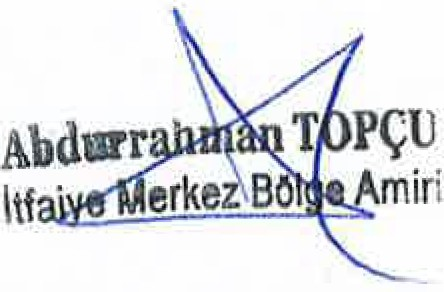 Abdurrahman TOPÇU
İtfaiye Merkez Bölge Amiri